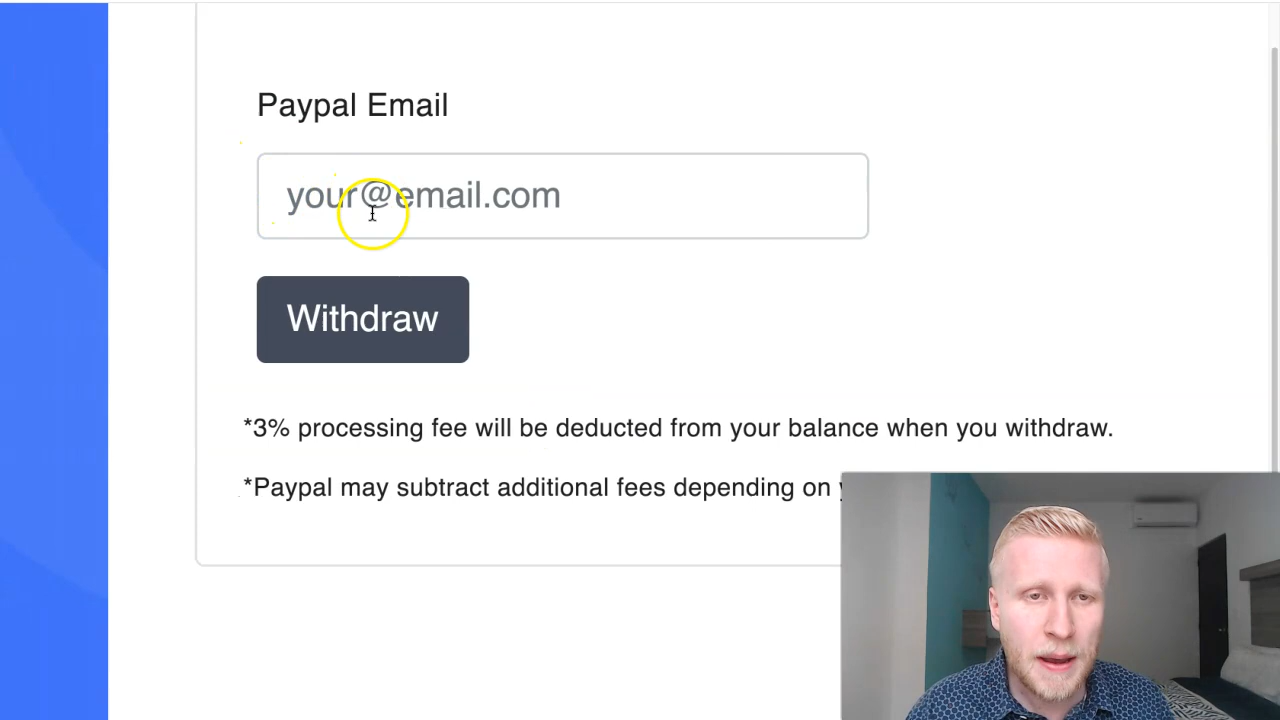 Paypal Email
your@email.com
Withdraw
*3% processing fee will be deducted from your balance when you withdraw.
*Paypal may subtract additional fees depending on